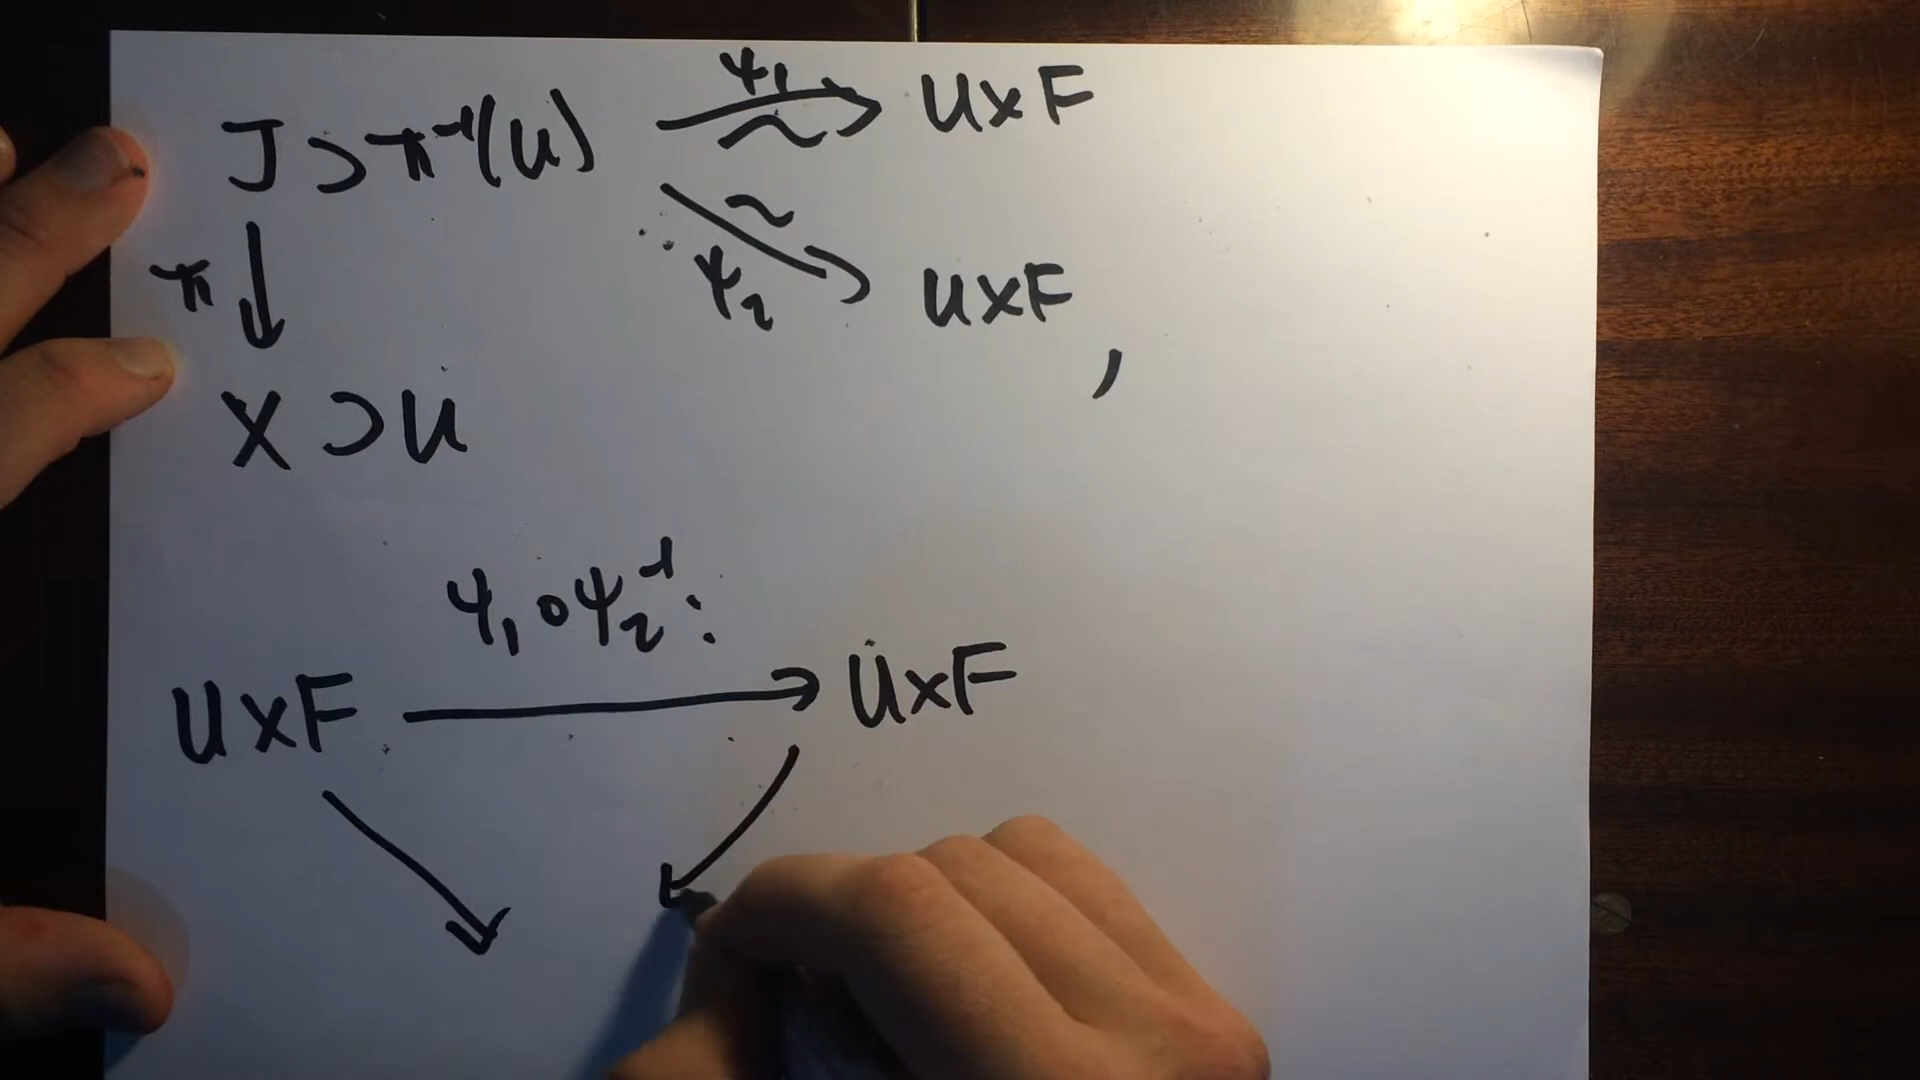 J ⊃ π⁻¹(U) ψ₁ ~ U×F
~ ψ₂ U×F ,
π
X ⊃ U
ψ₁∘ψ₂⁻¹:
U×F → U×F